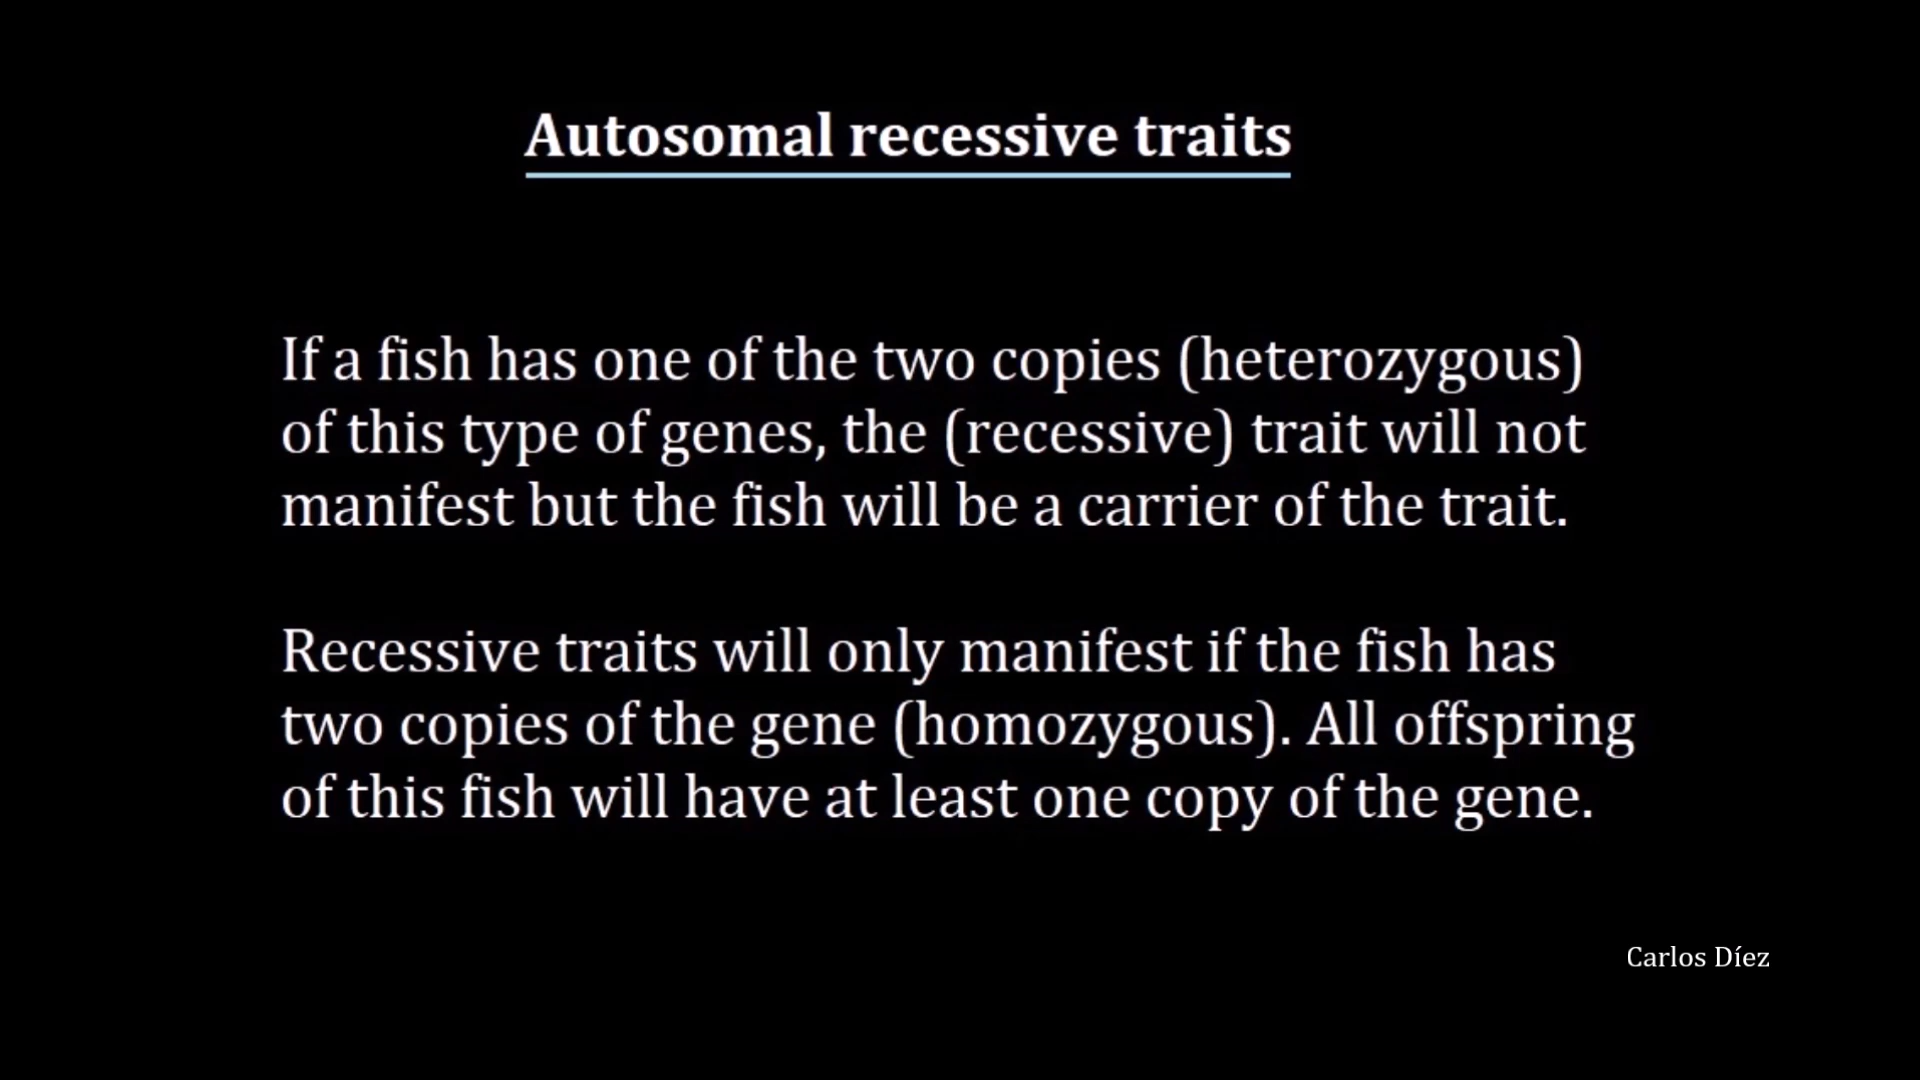 Autosomal recessive traits
If a fish has one of the two copies (heterozygous)
of this type of genes, the (recessive) trait will not
manifest but the fish will be a carrier of the trait.
Recessive traits will only manifest if the fish has
two copies of the gene (homozygous). All offspring
of this fish will have at least one copy of the gene.
Carlos Díez